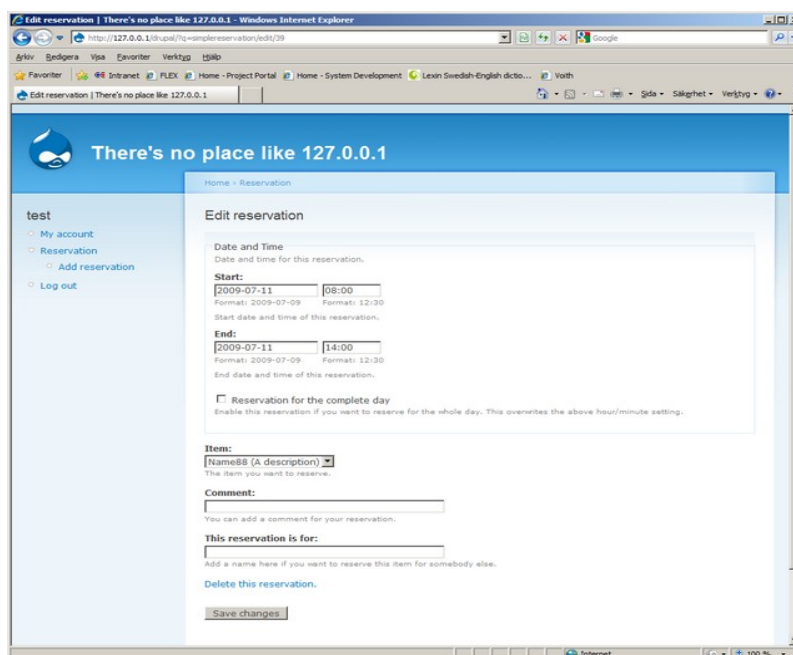 Edit reservation | There's no place like 127.0.0.1 - Windows Internet Explorer
http://127.0.0.1/drupal/?q=simplereservation/edit/39
Google
Arkiv Redigera Visa Favoriter Verktyg Hjälp
Favoriter Intranet FLEX Home - Project Portal Home - System Development Lexin Swedish-English dictio... Voith
Edit reservation | There's no place like 127.0.0.1
Sida Säkerhet Verktyg
There's no place like 127.0.0.1
Home › Reservation
test
My account
Reservation
Add reservation
Log out
Edit reservation
Date and Time
Date and time for this reservation.
Start:
2009-07-11 08:00
Format: 2009-07-09 Format: 12:30
Start date and time of this reservation.
End:
2009-07-11 14:00
Format: 2009-07-09 Format: 12:30
End date and time of this reservation.
Reservation for the complete day
Enable this reservation if you want to reserve for the whole day. This overwrites the above hour/minute setting.
Item:
Name88 (A description)
The item you want to reserve.
Comment:
You can add a comment for your reservation.
This reservation is for:
Add a name here if you want to reserve this item for somebody else.
Delete this reservation.
Save changes
Internet 100 %